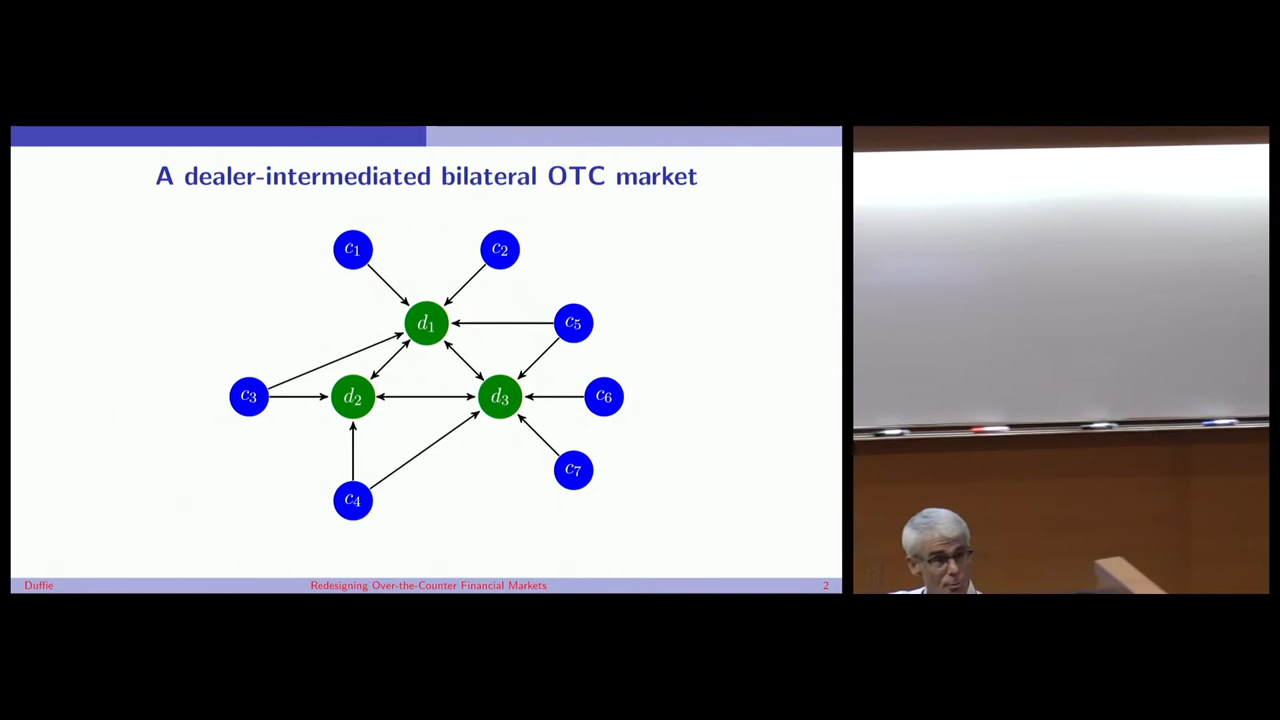 A dealer-intermediated bilateral OTC market
c1
c2
d1
c5
c3
d2
d3
c6
c7
c4
Duffie
Redesigning Over-the-Counter Financial Markets
2